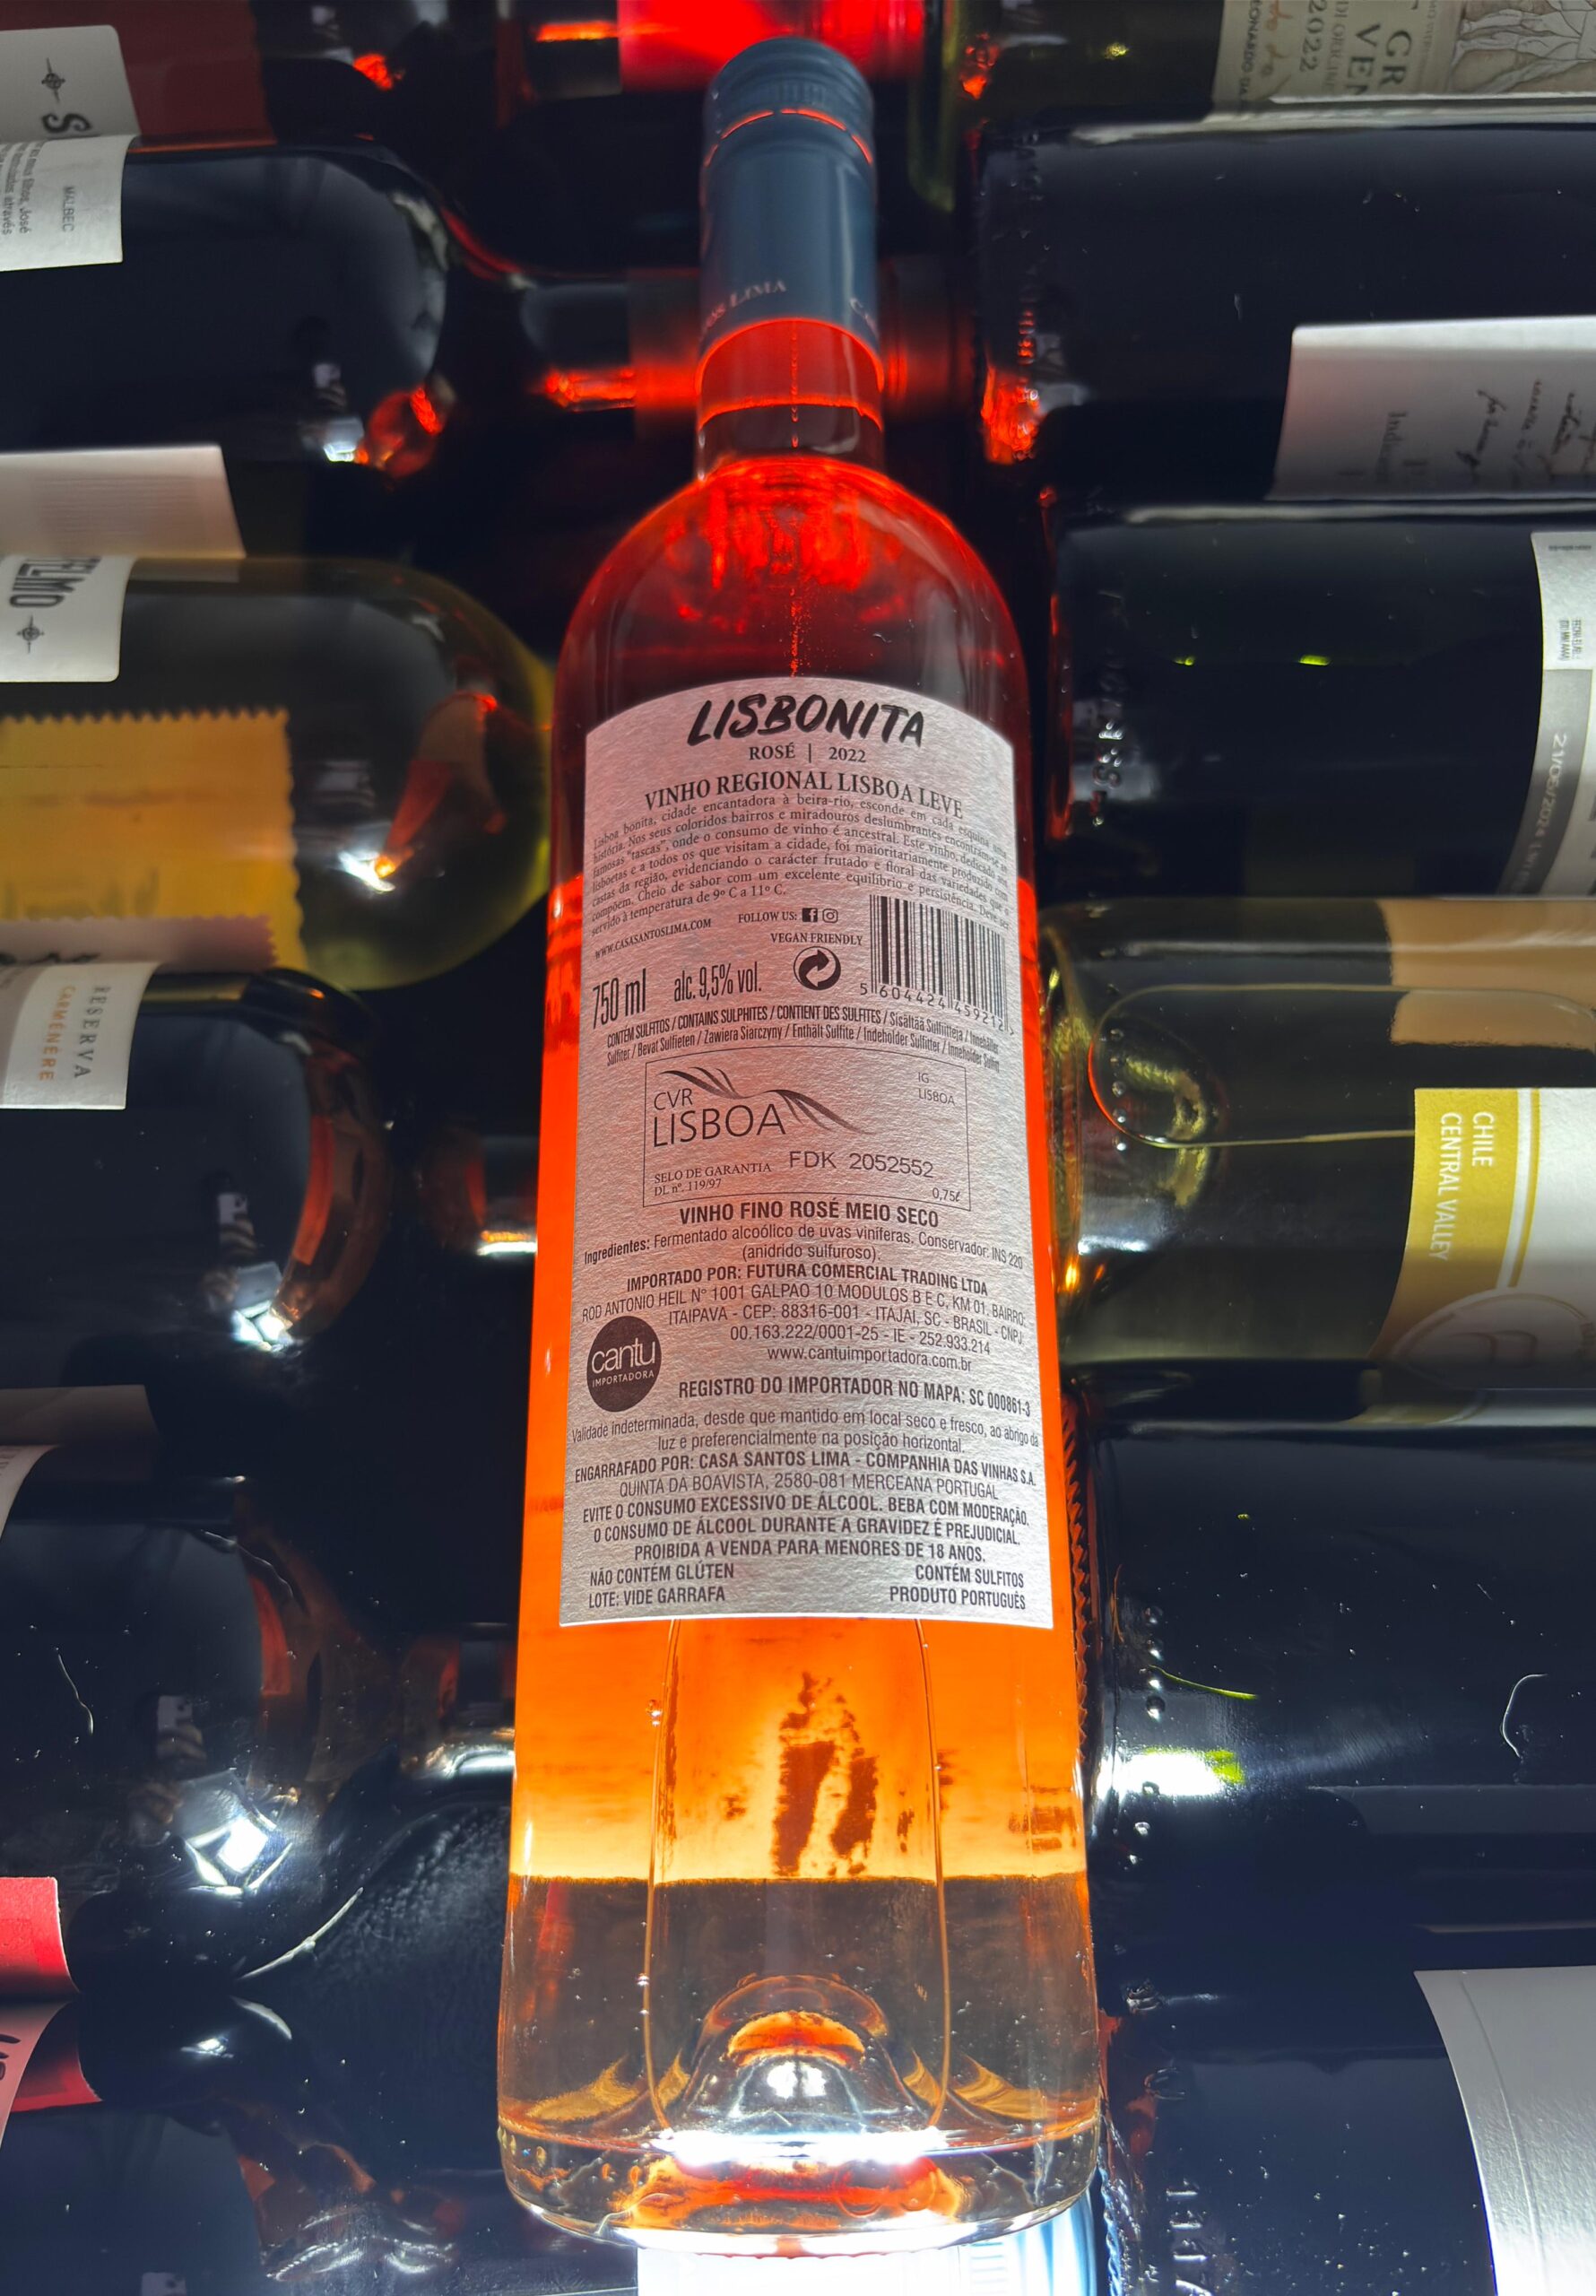 LISBONITA
ROSÉ | 2022
VINHO REGIONAL LISBOA LEVE
Lisboa bonita, cidade encantadora à beira-rio, esconde em cada esquina uma
história. Nos seus coloridos bairros e miradouros deslumbrantes encontram-se as
famosas "tascas", onde o consumo de vinho é ancestral. Este vinho, dedicado aos
lisboetas e a todos os que visitam a cidade, foi maioritariamente produzido com
castas da região, evidenciando o carácter frutado e floral das variedades que o
compõem. Cheio de sabor com um excelente equilíbrio e persistência. Deve ser
servido à temperatura de 9º C a 11º C.
WWW.CASASANTOSLIMA.COM
FOLLOW US:
VEGAN FRIENDLY
750 ml alc. 9,5% vol.
5 604424 459212 >
CONTÉM SULFITOS / CONTAINS SULPHITES / CONTIENT DES SULFITES / Sisältää Sulfiitteja / Innehåller
Sulfiter / Bevat Sulfieten / Zawiera Siarczyny / Enthält Sulfite / Indeholder Sulfitter / Inneholder Sulfitt
CVR
LISBOA
IG
LISBOA
SELO DE GARANTIA FDK 2052552
DL nº. 119/97
0,75ℓ
VINHO FINO ROSÉ MEIO SECO
Ingredientes: Fermentado alcoólico de uvas viníferas. Conservador: INS 220
(anidrido sulfuroso).
IMPORTADO POR: FUTURA COMERCIAL TRADING LTDA
ROD ANTONIO HEIL N° 1001 GALPAO 10 MODULOS B E C, KM 01. BAIRRO:
ITAIPAVA - CEP: 88316-001 - ITAJAI, SC - BRASIL - CNPJ:
00.163.222/0001-25 - IE - 252.933.214
www.cantuimportadora.com.br
cantu
IMPORTADORA
REGISTRO DO IMPORTADOR NO MAPA: SC 000861-3
Validade indeterminada, desde que mantido em local seco e fresco, ao abrigo da
luz e preferencialmente na posição horizontal.
ENGARRAFADO POR: CASA SANTOS LIMA - COMPANHIA DAS VINHAS S.A.
QUINTA DA BOAVISTA, 2580-081 MERCEANA PORTUGAL
EVITE O CONSUMO EXCESSIVO DE ÁLCOOL. BEBA COM MODERAÇÃO.
O CONSUMO DE ÁLCOOL DURANTE A GRAVIDEZ É PREJUDICIAL.
PROIBIDA A VENDA PARA MENORES DE 18 ANOS.
NÃO CONTÉM GLÚTEN CONTÉM SULFITOS
LOTE: VIDE GARRAFA PRODUTO PORTUGUÊS
LIMA
MALBEC
José
através
RESERVA
CARMÉNÈRE
2022
CHILE
CENTRAL VALLEY
21/05/2024